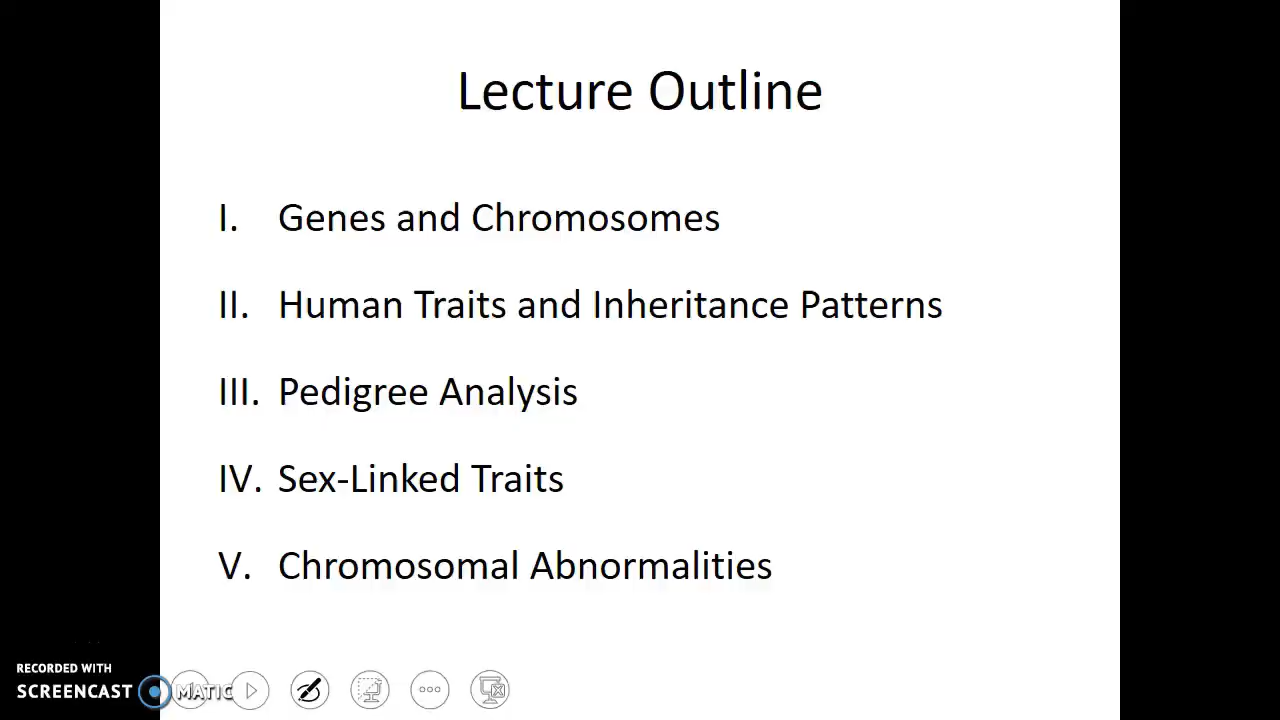 Lecture Outline
I. Genes and Chromosomes
II. Human Traits and Inheritance Patterns
III. Pedigree Analysis
IV. Sex-Linked Traits
V. Chromosomal Abnormalities
RECORDED WITH
SCREENCAST MATIC